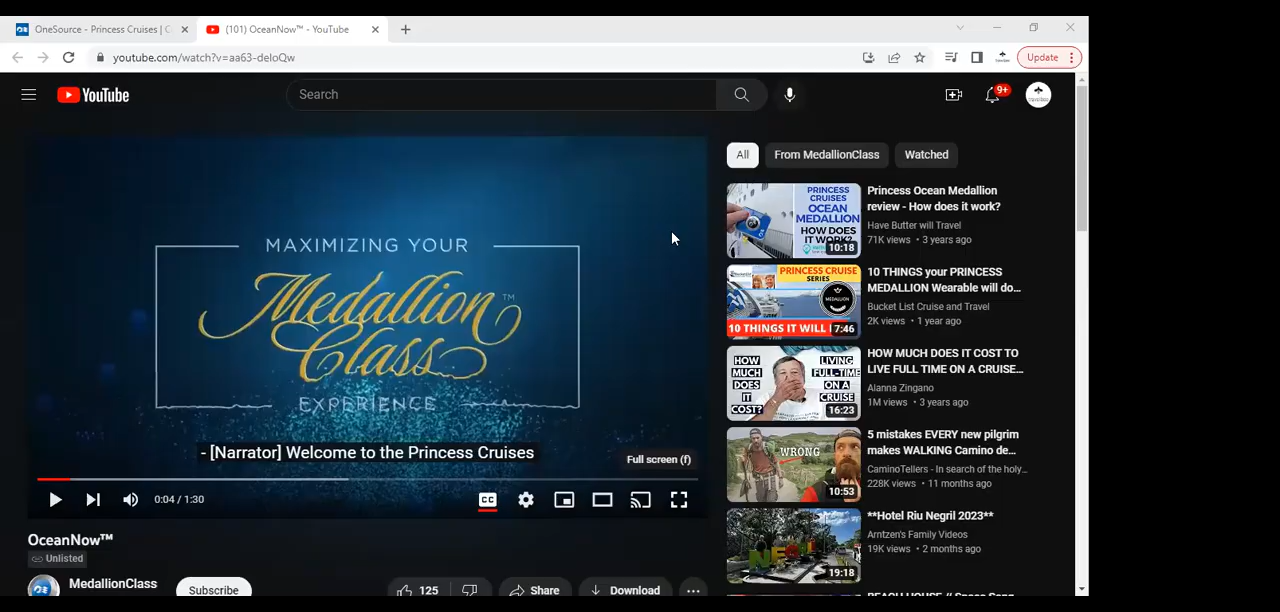 OneSource - Princess Cruises | C
(101) OceanNow™ - YouTube
youtube.com/watch?v=aa63-deIoQw
Update
YouTube
Search
9+
MAXIMIZING YOUR
Medallion™
Class
EXPERIENCE
- [Narrator] Welcome to the Princess Cruises
Full screen (f)
0:04 / 1:30
CC
OceanNow™
Unlisted
MedallionClass
Subscribe
125
Share
Download
All
From MedallionClass
Watched
PRINCESS
CRUISES
OCEAN
MEDALLION
HOW DOES
IT WORK?
10:18
Princess Ocean Medallion
review - How does it work?
Have Butter will Travel
71K views • 3 years ago
PRINCESS CRUISE
SERIES
MEDALLION
10 THINGS IT WILL
7:46
10 THINGS your PRINCESS
MEDALLION Wearable will do...
Bucket List Cruise and Travel
2K views • 1 year ago
HOW
MUCH
DOES
IT
COST?
LIVING
FULL-TIME
ON A
CRUISE
16:23
HOW MUCH DOES IT COST TO
LIVE FULL TIME ON A CRUISE...
Alanna Zingano
1M views • 3 years ago
WRONG
10:53
5 mistakes EVERY new pilgrim
makes WALKING Camino de...
CaminoTellers - In search of the holy...
228K views • 11 months ago
NEGRIL
19:18
**Hotel Riu Negril 2023**
Arntzen's Family Videos
19K views • 2 months ago